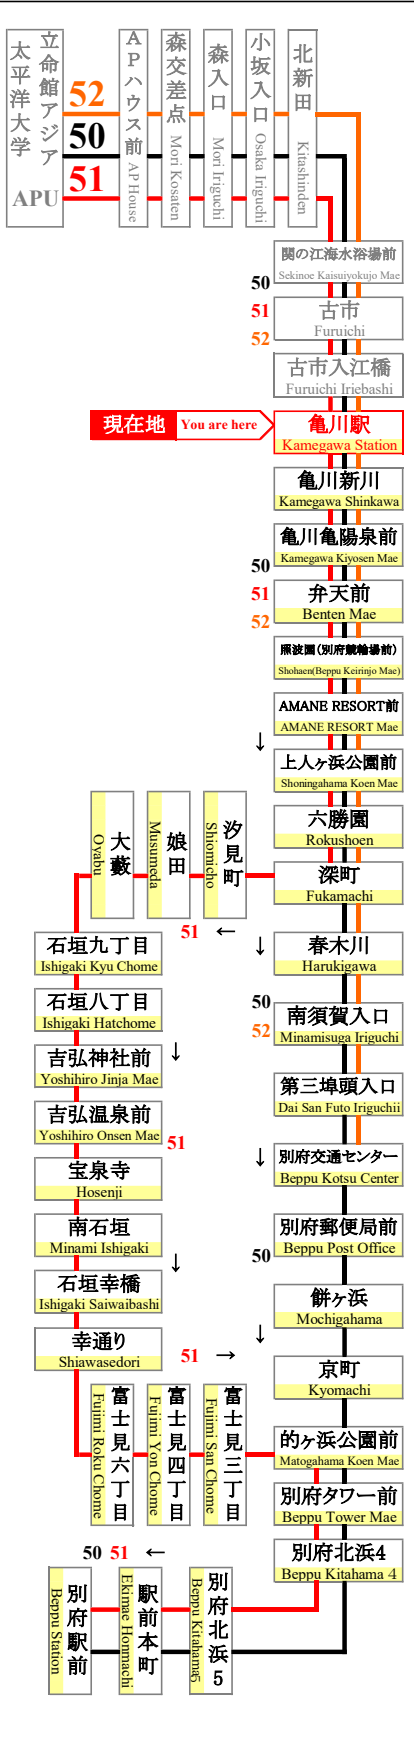 立命館アジア
太平洋大学
APU
52
50
51
APハウス前
AP House
森交差点
Mori Kosaten
森入口
Mori Iriguchi
小坂入口
Osaka Iriguchi
北新田
Kitashinden
関の江海水浴場前
Sekinoe Kaisuiyokujo Mae
50
51
52
古市
Furuichi
古市入江橋
Furuichi Iriebashi
現在地
You are here
亀川駅
Kamegawa Station
亀川新川
Kamegawa Shinkawa
亀川亀陽泉前
Kamegawa Kiyosen Mae
50
51
52
弁天前
Benten Mae
照波園(別府競輪場前)
Shohaen(Beppu Keirinjo Mae)
AMANE RESORT前
AMANE RESORT Mae
↓
上人ヶ浜公園前
Shoningahama Koen Mae
六勝園
Rokushoen
深町
Fukamachi
汐見町
Shiomicho
娘田
Musumeda
大藪
Oyabu
51 ←
石垣九丁目
Ishigaki Kyu Chome
石垣八丁目
Ishigaki Hatchome
↓
吉弘神社前
Yoshihiro Jinja Mae
吉弘温泉前
Yoshihiro Onsen Mae
51
宝泉寺
Hosenji
南石垣
Minami Ishigaki
↓
石垣幸橋
Ishigaki Saiwaibashi
幸通り
Shiawasedori
51 →
富士見六丁目
Fujimi Roku Chome
富士見四丁目
Fujimi Yon Chome
富士見三丁目
Fujimi San Chome
↓
春木川
Harukigawa
50
52
南須賀入口
Minamisuga Iriguchi
第三埠頭入口
Dai San Futo Iriguchii
↓
別府交通センター
Beppu Kotsu Center
別府郵便局前
Beppu Post Office
50
餅ヶ浜
Mochigahama
↓
京町
Kyomachi
的ヶ浜公園前
Matogahama Koen Mae
別府タワー前
Beppu Tower Mae
別府北浜4
Beppu Kitahama 4
50 51 ←
別府北浜5
Beppu Kitahama5
駅前本町
Ekimae Honmachi
別府駅前
Beppu Station